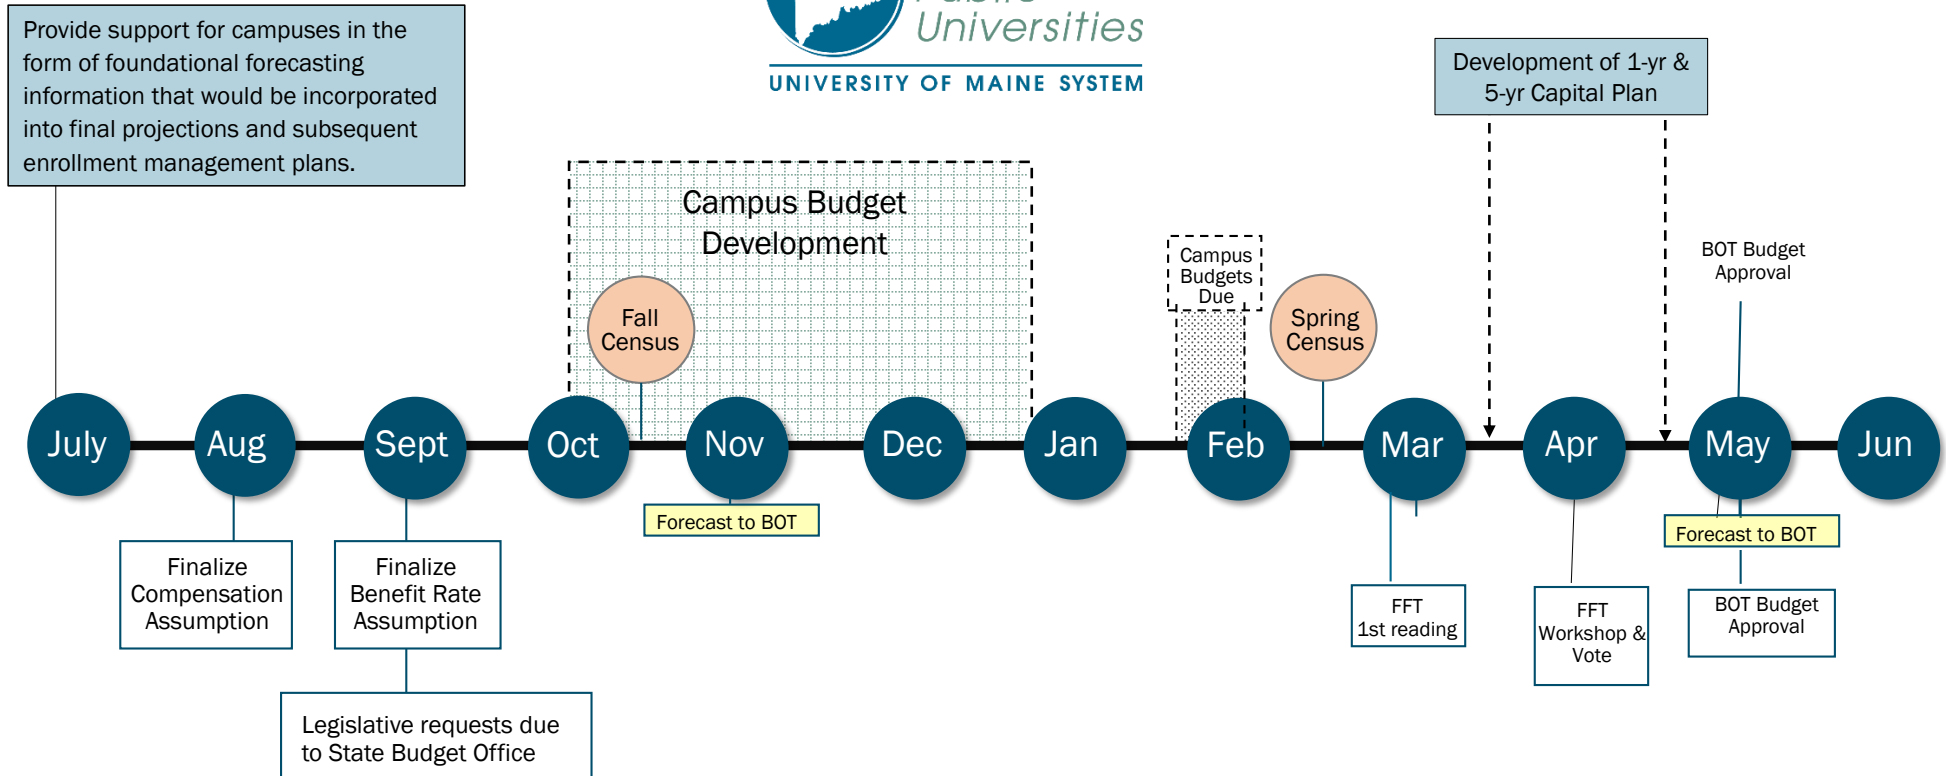 Provide support for campuses in the
form of foundational forecasting
information that would be incorporated
into final projections and subsequent
enrollment management plans.
Universities
UNIVERSITY OF MAINE SYSTEM
Development of 1-yr &
5-yr Capital Plan
Campus Budget
Development
Campus
Budgets
Due
BOT Budget
Approval
Fall
Census
Spring
Census
July
Aug
Sept
Oct
Nov
Dec
Jan
Feb
Mar
Apr
May
Jun
Forecast to BOT
Forecast to BOT
Finalize
Compensation
Assumption
Finalize
Benefit Rate
Assumption
FFT
1st reading
FFT
Workshop &
Vote
BOT Budget
Approval
Legislative requests due
to State Budget Office